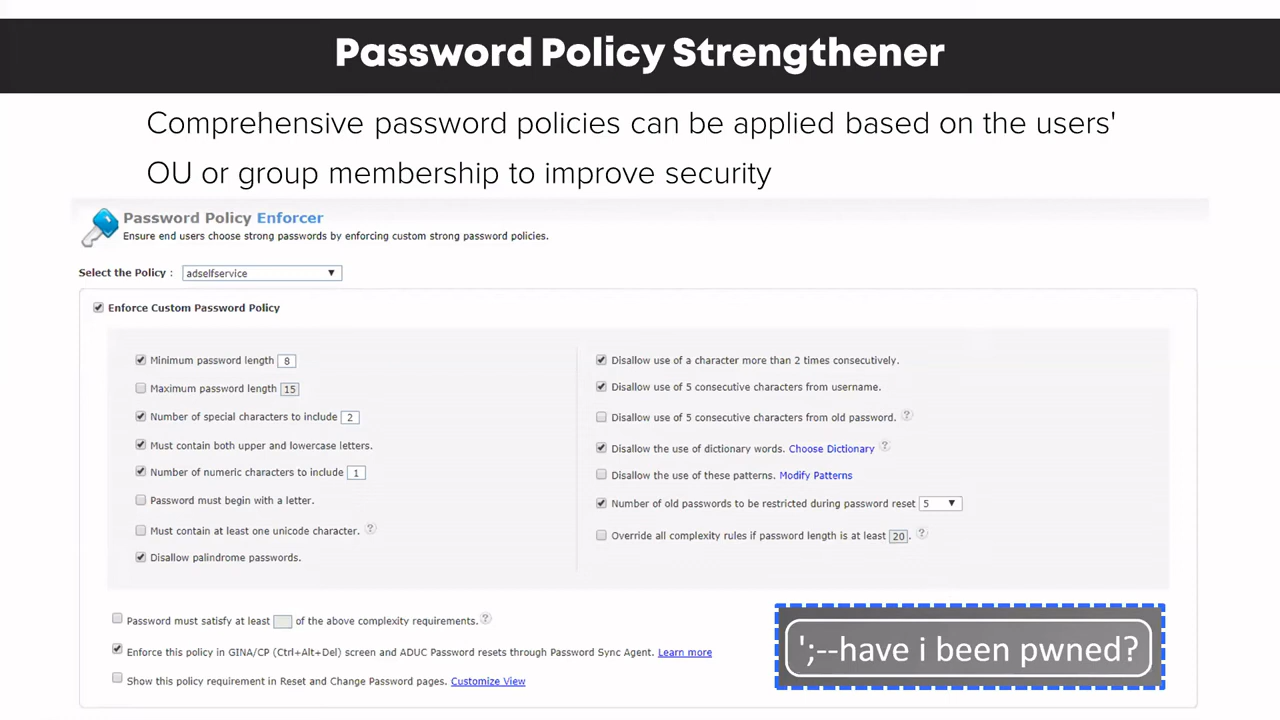 Password Policy Strengthener
Comprehensive password policies can be applied based on the users'
OU or group membership to improve security
Password Policy Enforcer
Ensure end users choose strong passwords by enforcing custom strong password policies.
Select the Policy : adselfservice
Enforce Custom Password Policy
Minimum password length 8
Maximum password length 15
Number of special characters to include 2
Must contain both upper and lowercase letters.
Number of numeric characters to include 1
Password must begin with a letter.
Must contain at least one unicode character. ?
Disallow palindrome passwords.
Disallow use of a character more than 2 times consecutively.
Disallow use of 5 consecutive characters from username.
Disallow use of 5 consecutive characters from old password. ?
Disallow the use of dictionary words. Choose Dictionary ?
Disallow the use of these patterns. Modify Patterns
Number of old passwords to be restricted during password reset 5
Override all complexity rules if password length is at least 20 . ?
Password must satisfy at least of the above complexity requirements. ?
Enforce this policy in GINA/CP (Ctrl+Alt+Del) screen and ADUC Password resets through Password Sync Agent. Learn more
Show this policy requirement in Reset and Change Password pages. Customize View
';--have i been pwned?